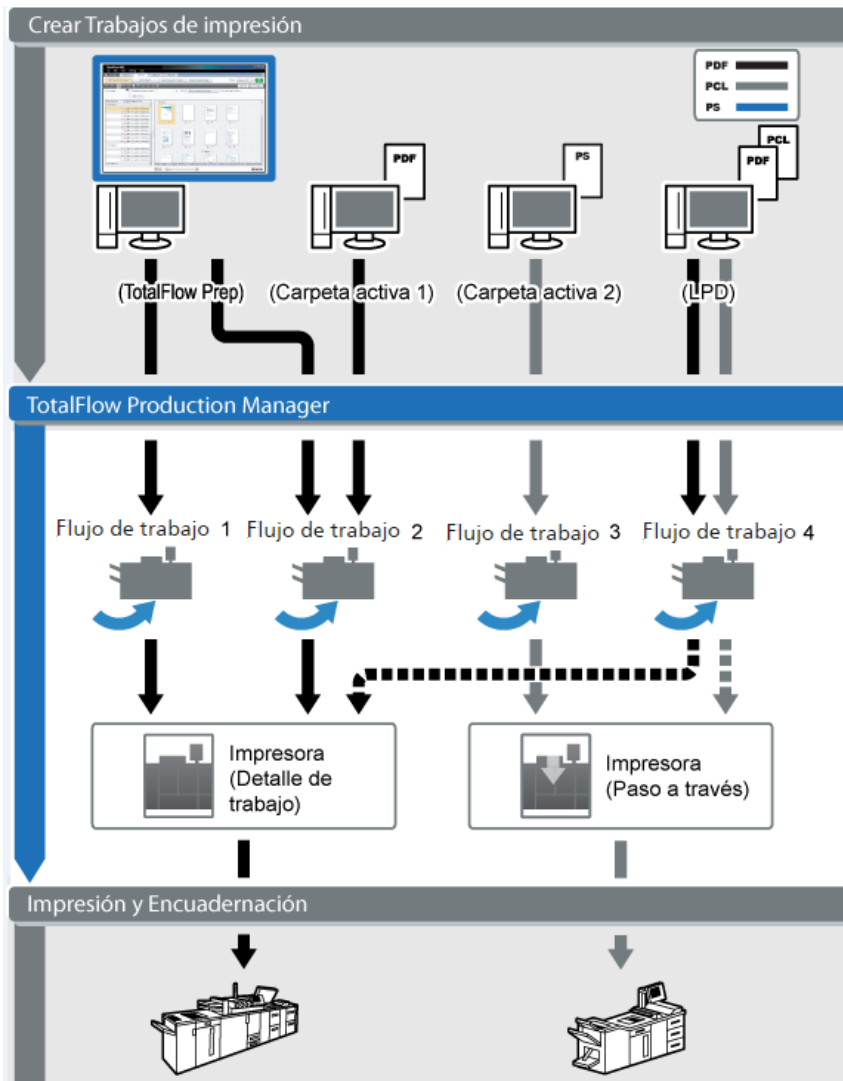 Crear Trabajos de impresión
PDF
PCL
PS
PDF
PS
PCL
PDF
(TotalFlow Prep)
(Carpeta activa 1)
(Carpeta activa 2)
(LPD)
TotalFlow Production Manager
Flujo de trabajo 1
Flujo de trabajo 2
Flujo de trabajo 3
Flujo de trabajo 4
Impresora
(Detalle de
trabajo)
Impresora
(Paso a través)
Impresión y Encuadernación